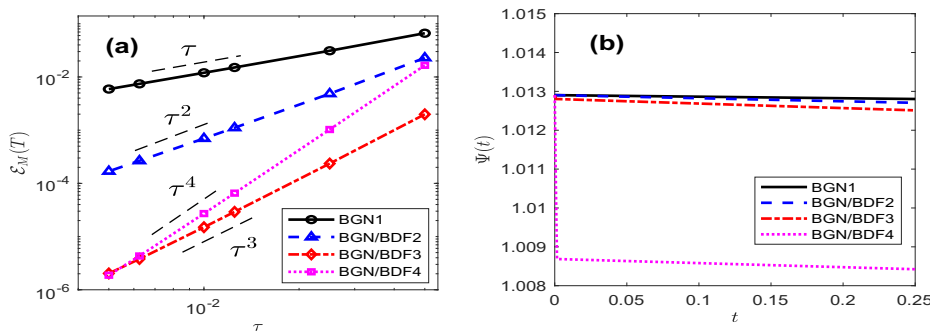 (a)
τ
τ²
τ⁴
τ³
10⁻²
10⁻⁴
10⁻⁶
ℰ_M(T)
10⁻²
τ
BGN1
BGN/BDF2
BGN/BDF3
BGN/BDF4
(b)
1.015
1.014
1.013
1.012
1.011
1.01
1.009
1.008
Ψ(t)
0
0.05
0.1
0.15
0.2
0.25
t
BGN1
BGN/BDF2
BGN/BDF3
BGN/BDF4